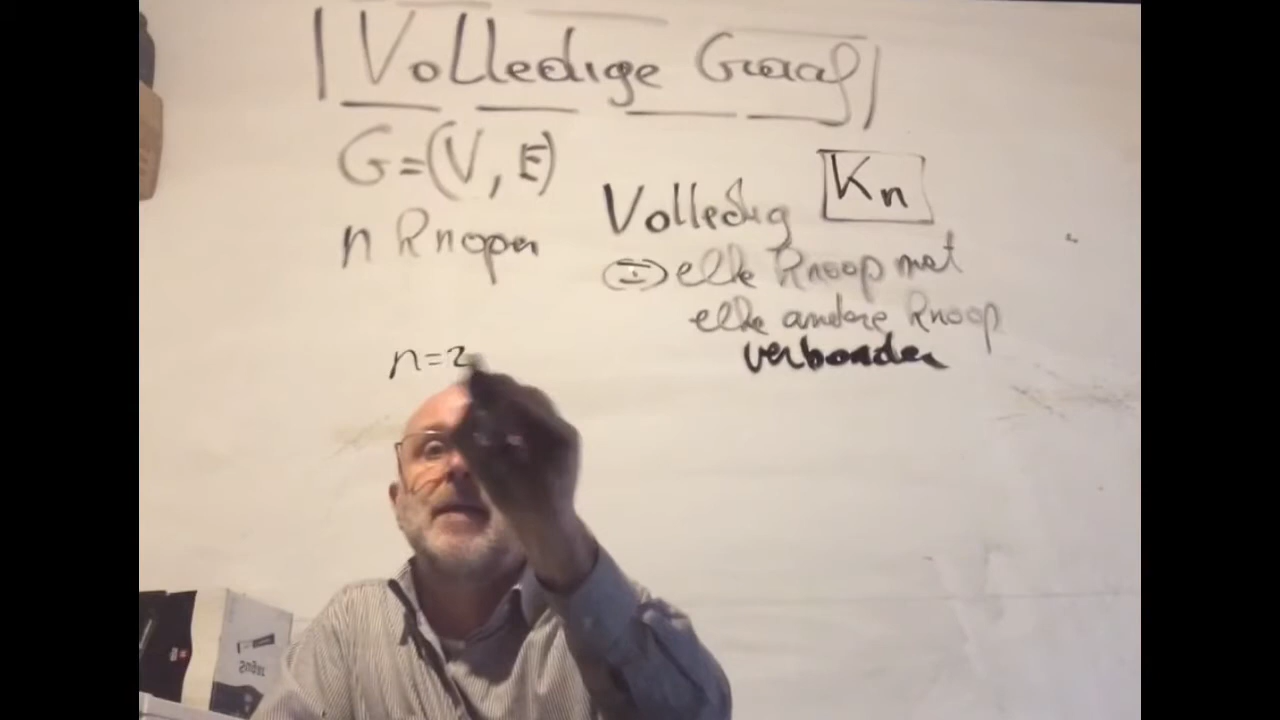 Volledige Graaf
G=(V, E)
n knopen
Volledig Kn
elke knoop met
elke andere knoop
verbonden
n=2